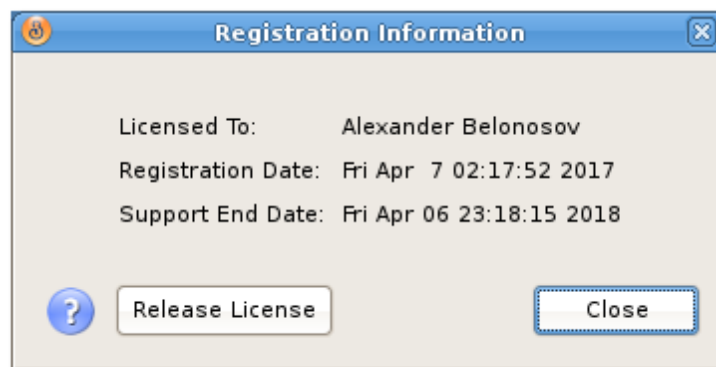 Registration Information
Licensed To: Alexander Belonosov
Registration Date: Fri Apr  7 02:17:52 2017
Support End Date: Fri Apr 06 23:18:15 2018
? Release License Close